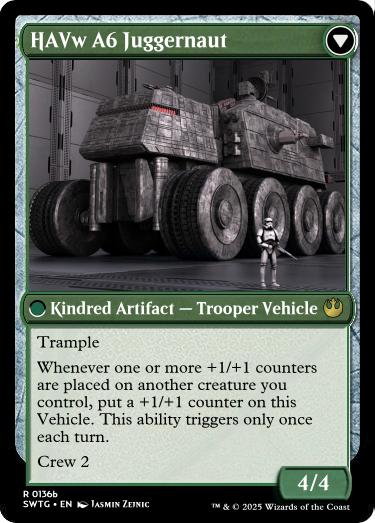 HAVw A6 Juggernaut
Kindred Artifact — Trooper Vehicle
Trample
Whenever one or more +1/+1 counters
are placed on another creature you
control, put a +1/+1 counter on this
Vehicle. This ability triggers only once
each turn.
Crew 2
4/4
R 0136b
SWTG • EN Jasmin Zejnic
™ & © 2025 Wizards of the Coast